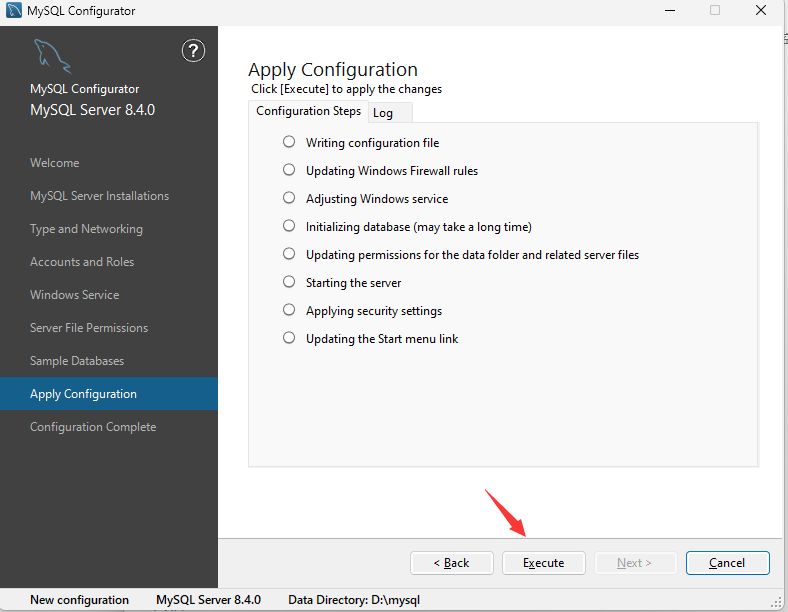 MySQL Configurator
?
MySQL Configurator
MySQL Server 8.4.0
Welcome
MySQL Server Installations
Type and Networking
Accounts and Roles
Windows Service
Server File Permissions
Sample Databases
Apply Configuration
Configuration Complete
Apply Configuration
Click [Execute] to apply the changes
Configuration Steps Log
Writing configuration file
Updating Windows Firewall rules
Adjusting Windows service
Initializing database (may take a long time)
Updating permissions for the data folder and related server files
Starting the server
Applying security settings
Updating the Start menu link
< Back Execute Next > Cancel
New configuration MySQL Server 8.4.0 Data Directory: D:\mysql